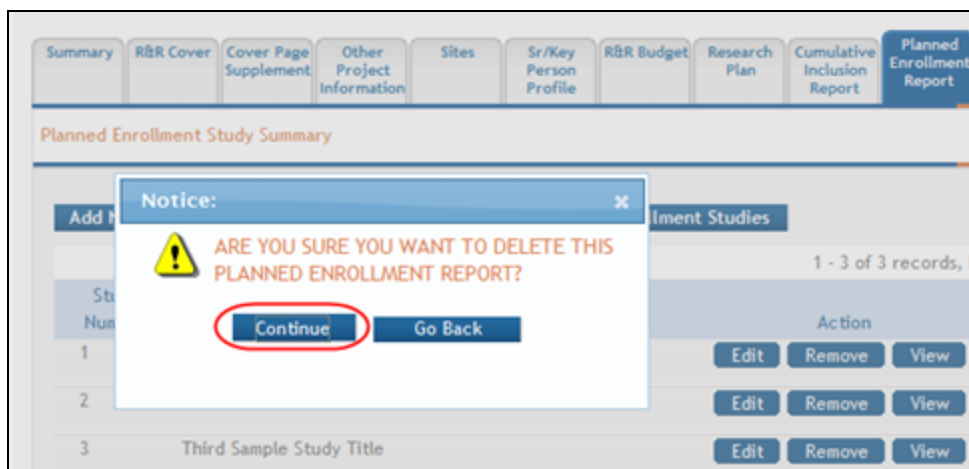 Summary
R&R Cover
Cover Page
Supplement
Other
Project
Information
Sites
Sr/Key
Person
Profile
R&R Budget
Research
Plan
Cumulative
Inclusion
Report
Planned
Enrollment
Report
Planned Enrollment Study Summary
Notice:
Add
Studies
ARE YOU SURE YOU WANT TO DELETE THIS
PLANNED ENROLLMENT REPORT?
1 - 3 of 3 records,
Continue Go Back
Action
1 Edit Remove View
2 Edit Remove View
3 Third Sample Study Title Edit Remove View